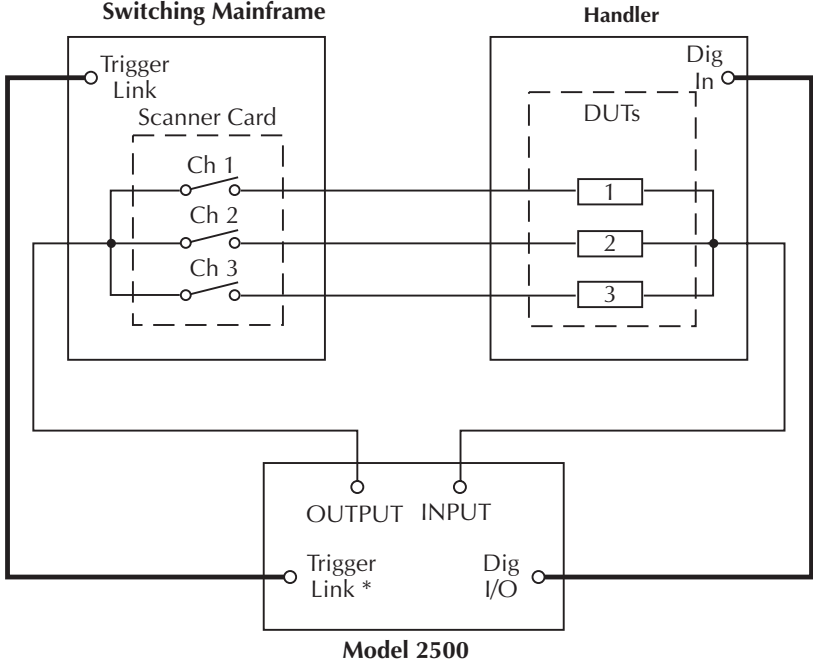 Switching Mainframe
Handler
Trigger
Link
Dig
In
Scanner Card
DUTs
Ch 1
1
Ch 2
2
Ch 3
3
OUTPUT
INPUT
Trigger
Link *
Dig
I/O
Model 2500